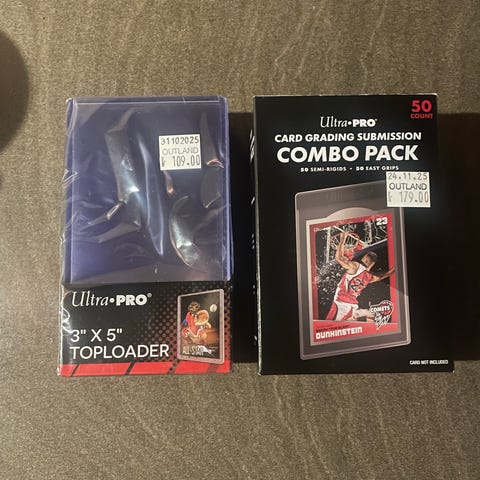 31102025
OUTLAND
109.00
Ultra•PRO®
3" X 5"
TOPLOADER
ALL-STAR
50
COUNT
Ultra•PRO®
CARD GRADING SUBMISSION
COMBO PACK
50 SEMI-RIGIDS • 50 EASY GRIPS
24.11.25
OUTLAND
179.00
23
COMETS
DUNKINSTEIN
CARD NOT INCLUDED